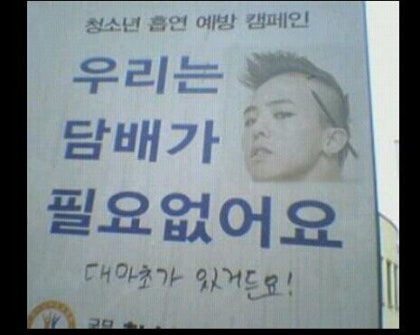 청소년 흡연 예방 캠페인
우리는
담배가
필요없어요
대마초가 있거든요!